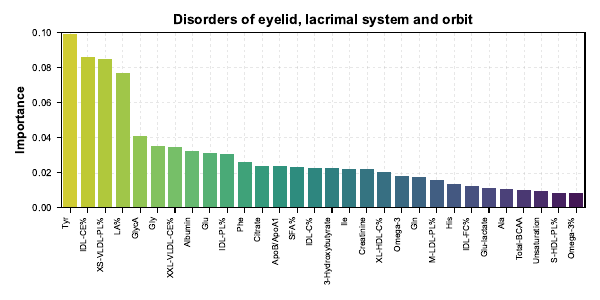 Disorders of eyelid, lacrimal system and orbit
Importance
0.10
0.08
0.06
0.04
0.02
0.00
Tyr
IDL-CE%
XS-VLDL-PL%
LA%
GlycA
Gly
XXL-VLDL-CE%
Albumin
Glu
IDL-PL%
Phe
Citrate
ApoB/ApoA1
SFA%
IDL-C%
3-Hydroxybutyrate
Ile
Creatinine
XL-HDL-C%
Omega-3
Gln
M-LDL-PL%
His
IDL-FC%
Glu-lactate
Ala
Total-BCAA
Unsaturation
S-HDL-PL%
Omega-3%